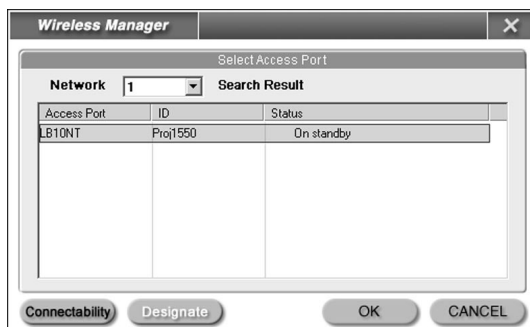 Wireless Manager
Select Access Port
Network 1 Search Result
Access Port ID Status
LB10NT Proj1550 On standby
Connectability Designate OK CANCEL